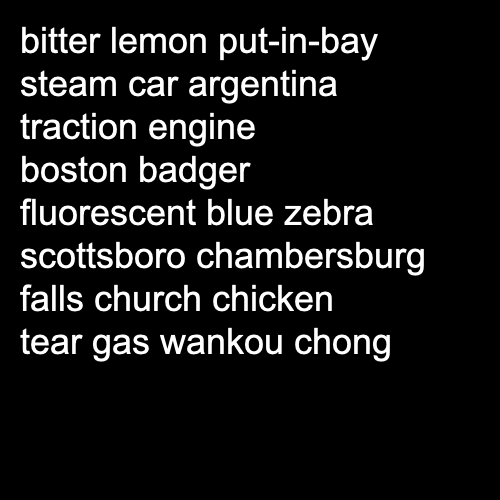 bitter lemon put-in-bay
steam car argentina
traction engine
boston badger
fluorescent blue zebra
scottsboro chambersburg
falls church chicken
tear gas wankou chong